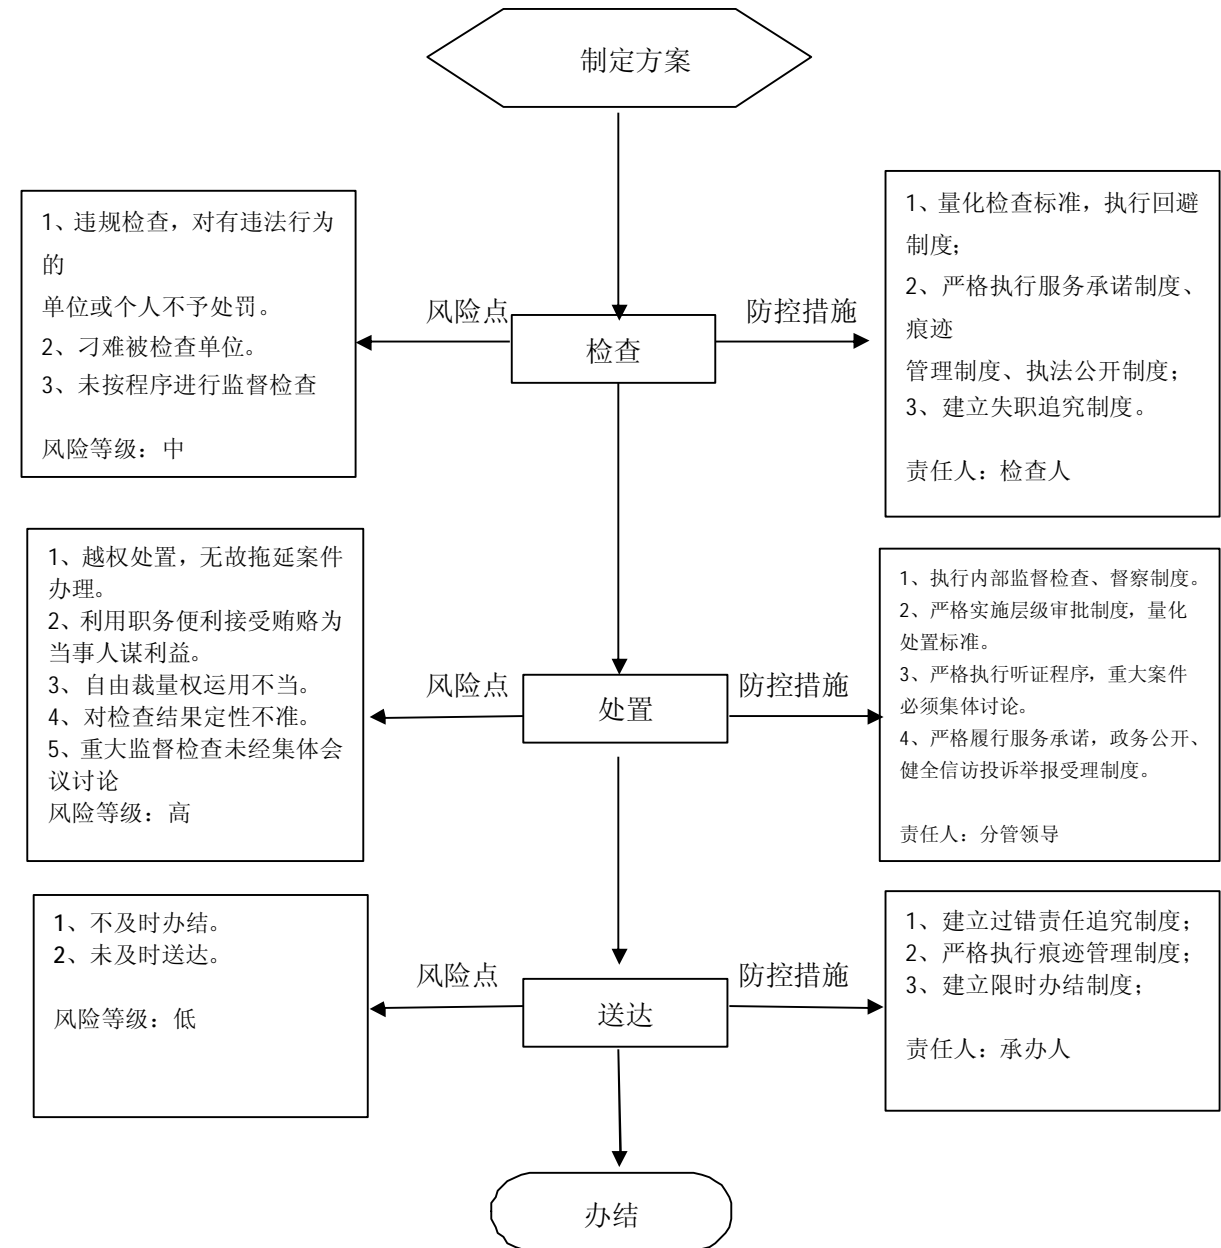 制定方案
1、违规检查，对有违法行为
的
单位或个人不予处罚。
2、刁难被检查单位。
3、未按程序进行监督检查
风险等级：中
风险点
检查
防控措施
1、量化检查标准，执行回避
制度；
2、严格执行服务承诺制度、
痕迹
管理制度、执法公开制度；
3、建立失职追究制度。
责任人：检查人
1、越权处置，无故拖延案件
办理。
2、利用职务便利接受贿赂为
当事人谋利益。
3、自由裁量权运用不当。
4、对检查结果定性不准。
5、重大监督检查未经集体会
议讨论
风险等级：高
风险点
处置
防控措施
1、执行内部监督检查、督察制度。
2、严格实施层级审批制度，量化
处置标准。
3、严格执行听证程序，重大案件
必须集体讨论。
4、严格履行服务承诺，政务公开、
健全信访投诉举报受理制度。
责任人：分管领导
1、不及时办结。
2、未及时送达。
风险等级：低
风险点
送达
防控措施
1、建立过错责任追究制度；
2、严格执行痕迹管理制度；
3、建立限时办结制度；
责任人：承办人
办结